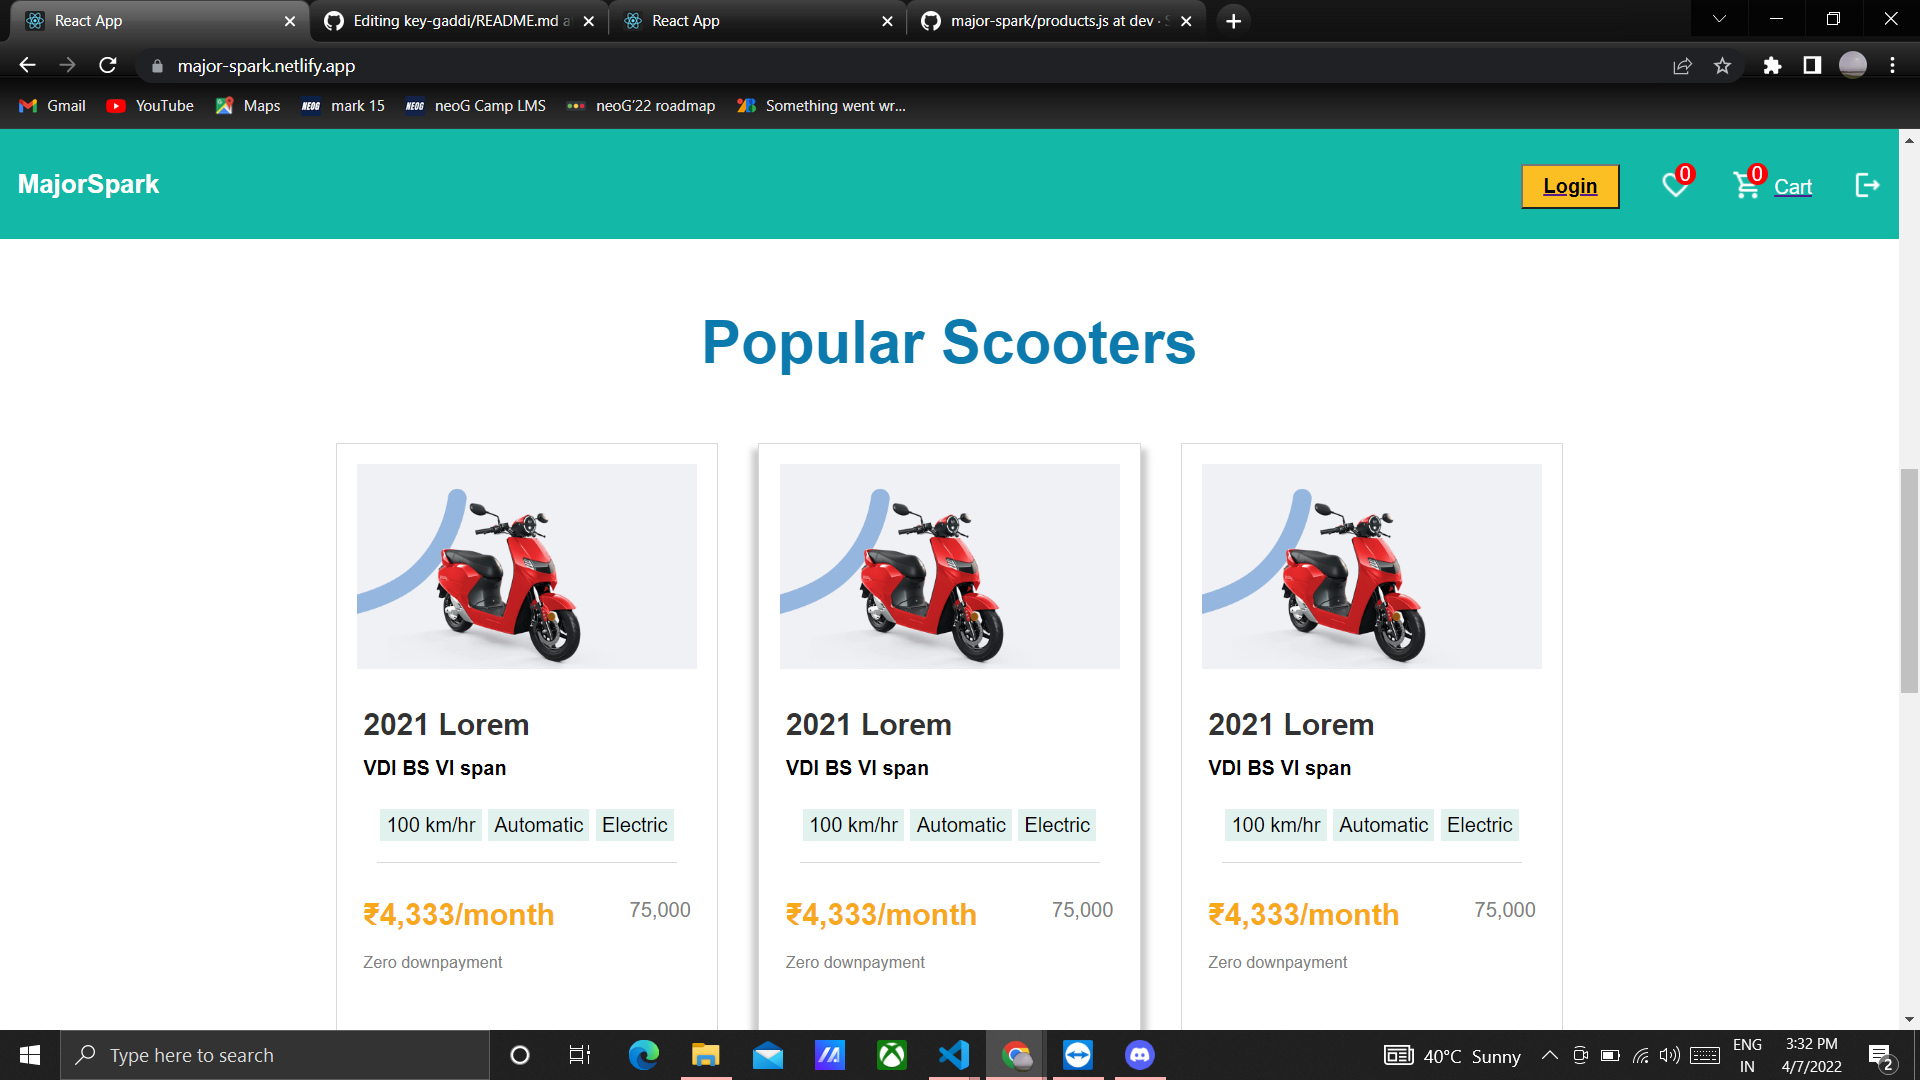 React App
Editing key-gaddi/README.md a
React App
major-spark/products.js at dev · S
major-spark.netlify.app
Gmail
YouTube
Maps
NEOG mark 15
NEOG neoG Camp LMS
neoG'22 roadmap
Something went wr...
MajorSpark
Login
0
0
Cart
Popular Scooters
2021 Lorem
VDI BS VI span
100 km/hr Automatic Electric
₹4,333/month 75,000
Zero downpayment
2021 Lorem
VDI BS VI span
100 km/hr Automatic Electric
₹4,333/month 75,000
Zero downpayment
2021 Lorem
VDI BS VI span
100 km/hr Automatic Electric
₹4,333/month 75,000
Zero downpayment
Type here to search
40°C Sunny
ENG
IN
3:32 PM
4/7/2022
2